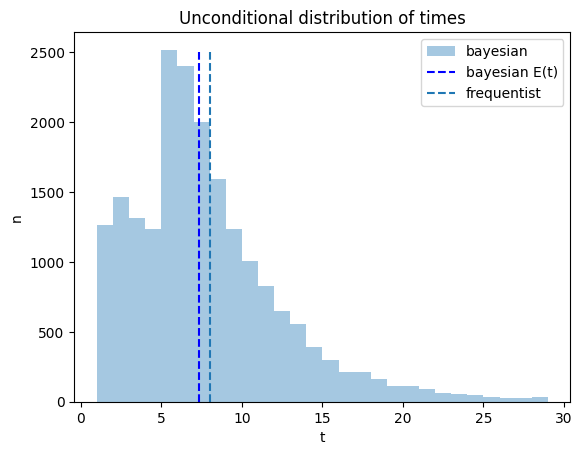 Unconditional distribution of times
bayesian
bayesian E(t)
frequentist
2500
2000
1500
1000
500
0
n
0 5 10 15 20 25 30
t